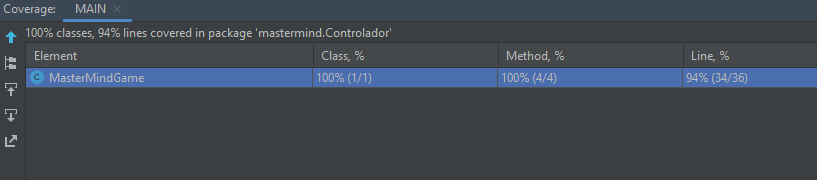 Coverage: MAIN
100% classes, 94% lines covered in package 'mastermind.Controlador'
Element Class, % Method, % Line, %
C MasterMindGame 100% (1/1) 100% (4/4) 94% (34/36)